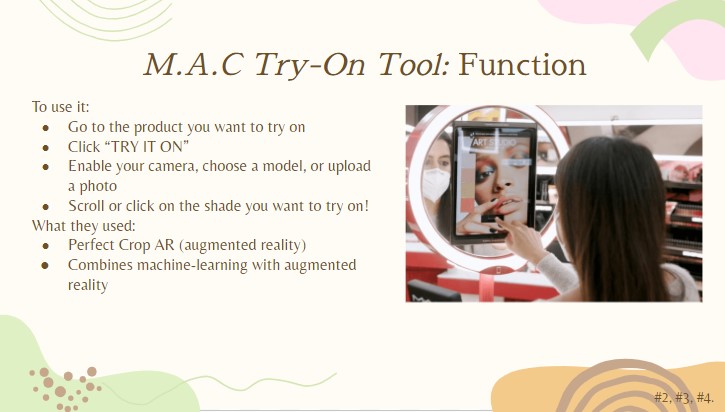 M.A.C Try-On Tool: Function
To use it:
● Go to the product you want to try on
● Click “TRY IT ON”
● Enable your camera, choose a model, or upload
a photo
● Scroll or click on the shade you want to try on!
What they used:
● Perfect Crop AR (augmented reality)
● Combines machine-learning with augmented
reality
#2, #3, #4.